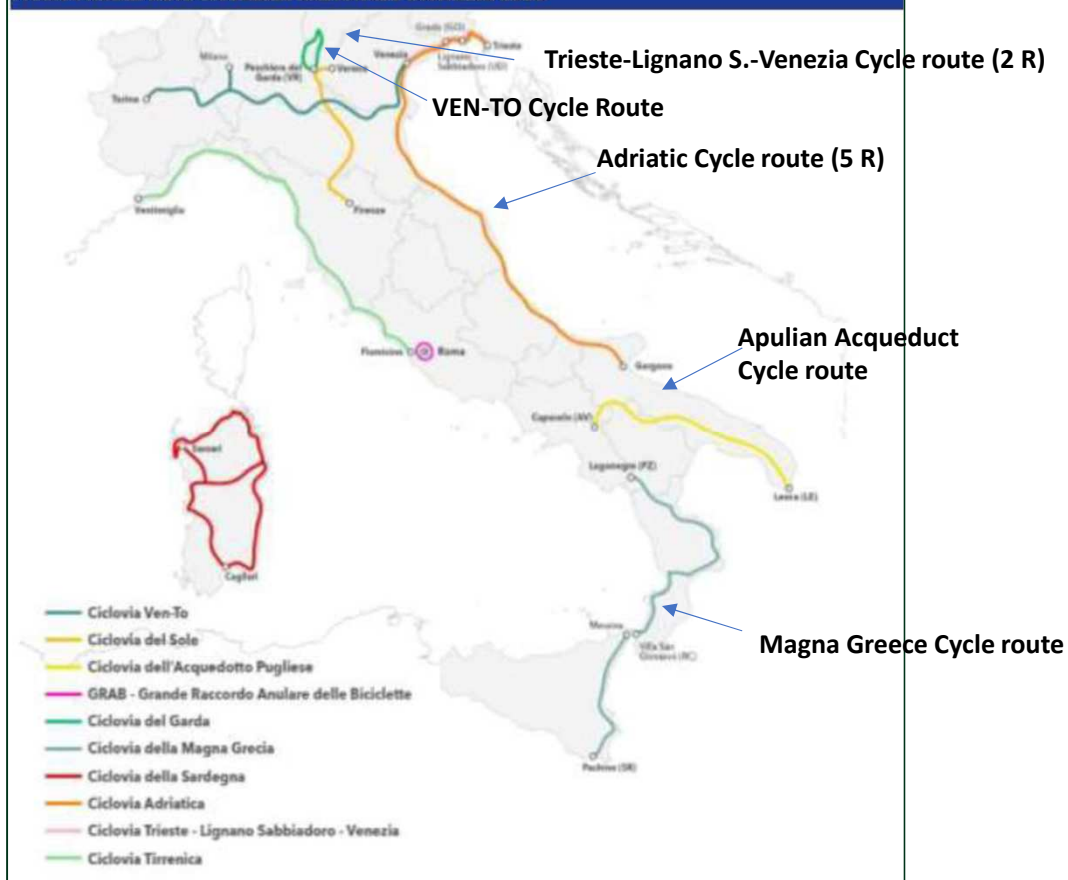 Grado (GO)
Trieste
Milano
Venezia
Lignano
Sabbiadoro (UD)
Trieste-Lignano S.-Venezia Cycle route (2 R)
Peschiera del
Garda (VR)
Verona
Torino
VEN-TO Cycle Route
Adriatic Cycle route (5 R)
Ventimiglia
Firenze
Apulian Acqueduct
Cycle route
Fiumicino
Roma
Gargano
Caposele (AV)
Lagonegro (PZ)
Leuca (LE)
Sassari
Cagliari
Messina
Villa San
Giovanni (RC)
Magna Greece Cycle route
Pachino (SR)
Ciclovia Ven-To
Ciclovia del Sole
Ciclovia dell'Acquedotto Pugliese
GRAB - Grande Raccordo Anulare delle Biciclette
Ciclovia del Garda
Ciclovia della Magna Grecia
Ciclovia della Sardegna
Ciclovia Adriatica
Ciclovia Trieste - Lignano Sabbiadoro - Venezia
Ciclovia Tirrenica